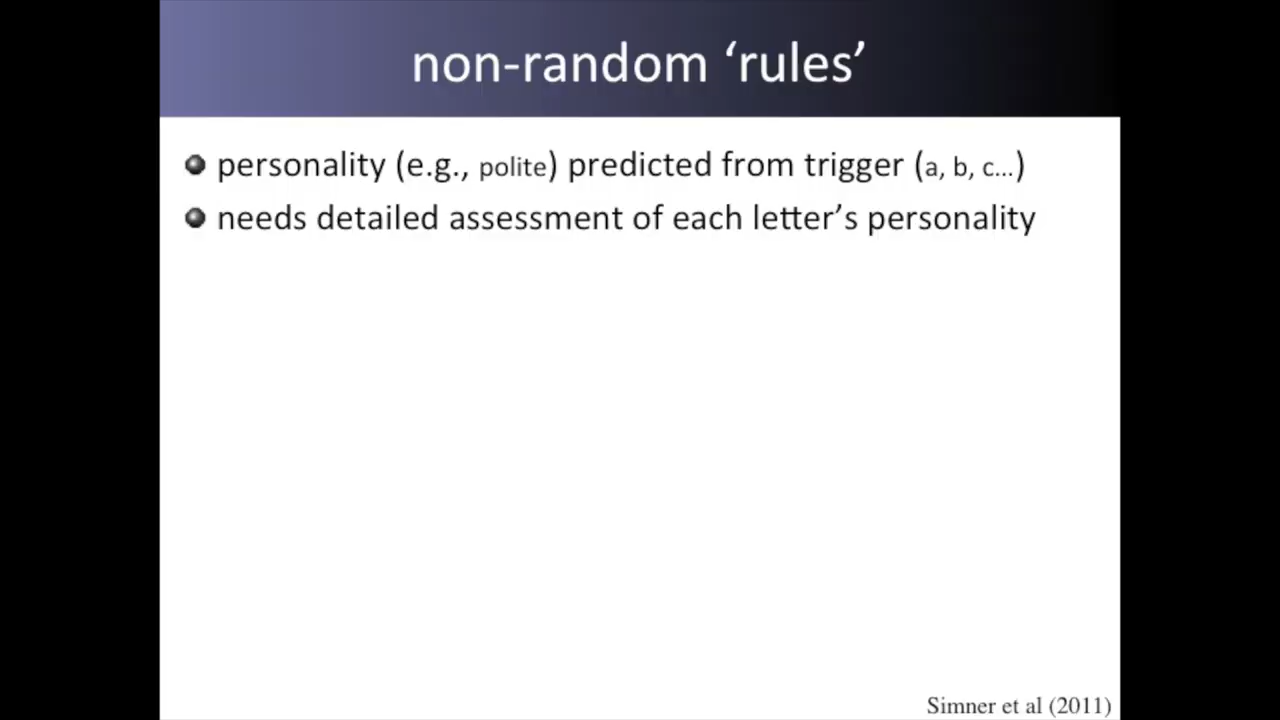 non-random ‘rules’
personality (e.g., polite) predicted from trigger (a, b, c…)
needs detailed assessment of each letter’s personality
Simner et al (2011)